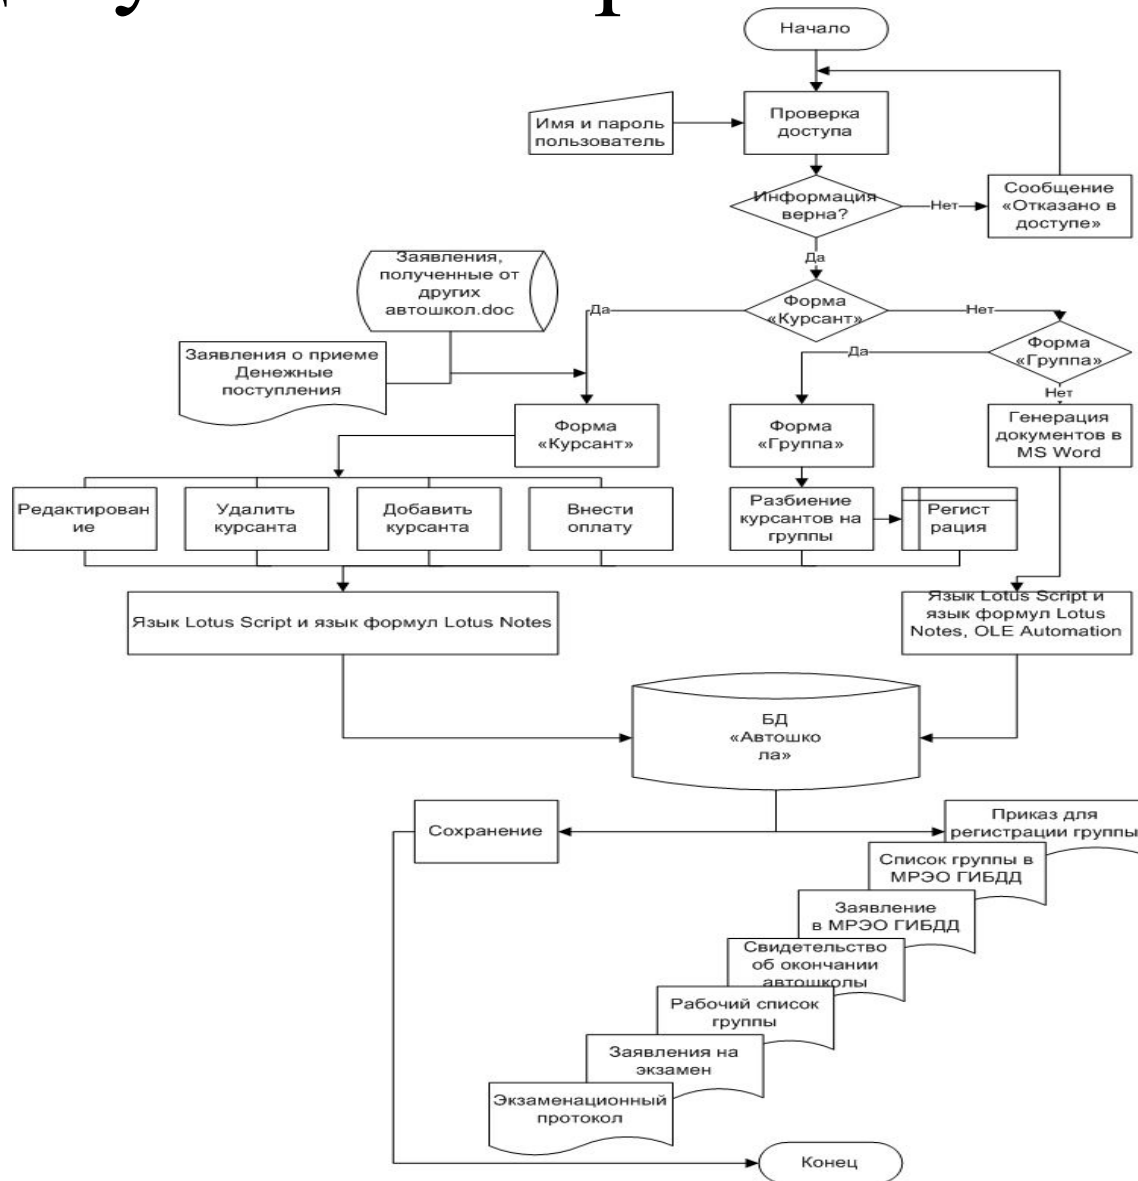 Начало
Имя и пароль
пользователь
Проверка
доступа
Информация
верна?
Нет
Сообщение
«Отказано в
доступе»
Да
Заявления,
полученные от
других
автошкол.doc
Да
Форма
«Курсант»
Нет
Заявления о приеме
Денежные
поступления
Да
Форма
«Группа»
Нет
Форма
«Курсант»
Форма
«Группа»
Генерация
документов в
MS Word
Редактирован
ие
Удалить
курсанта
Добавить
курсанта
Внести
оплату
Разбиение
курсантов на
группы
Регист
рация
Язык Lotus Script и язык формул Lotus Notes
Язык Lotus Script и
язык формул Lotus
Notes, OLE Automation
БД
«Автошко
ла»
Сохранение
Приказ для
регистрации группы
Список группы в
МРЭО ГИБДД
Заявление
в МРЭО ГИБДД
Свидетельство
об окончании
автошколы
Рабочий список
группы
Заявления на
экзамен
Экзаменационный
протокол
Конец